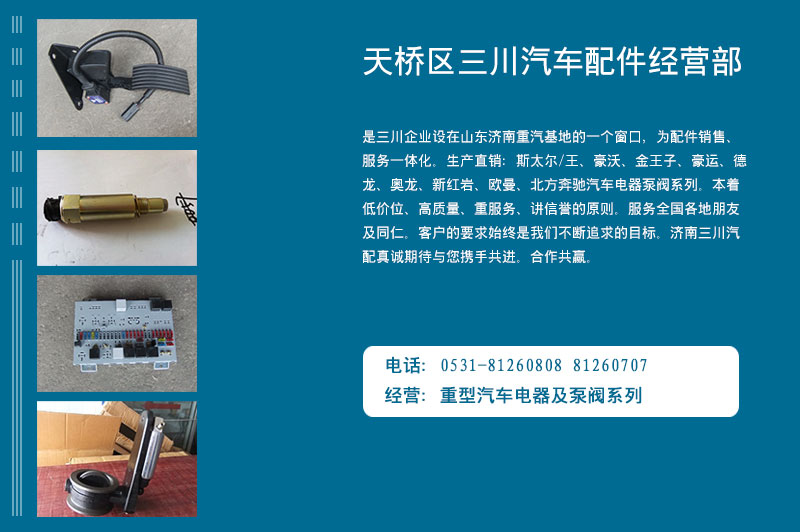 天桥区三川汽车配件经营部
是三川企业设在山东济南重汽基地的一个窗口，为配件销售、
服务一体化。生产直销：斯太尔/王、豪沃、金王子、豪运、德
龙、奥龙、新红岩、欧曼、北方奔驰汽车电器泵阀系列。本着
低价位、高质量、重服务、讲信誉的原则。服务全国各地朋友
及同仁。客户的要求始终是我们不断追求的目标。济南三川汽
配真诚期待与您携手共进。合作共赢。
电话： 0531-81260808 81260707
经营： 重型汽车电器及泵阀系列